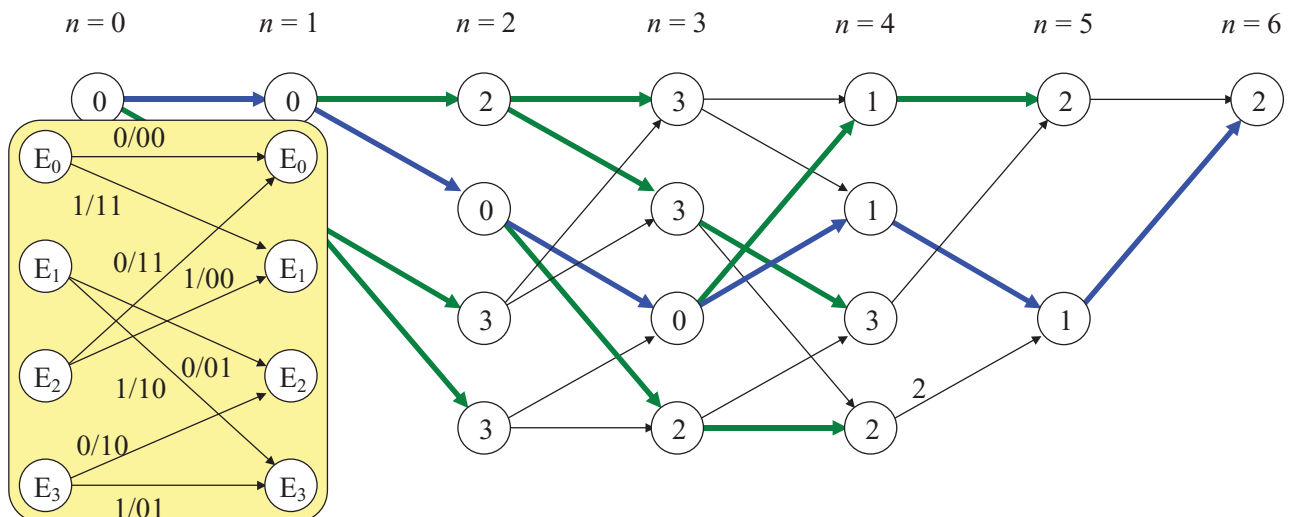 n = 0 n = 1 n = 2 n = 3 n = 4 n = 5 n = 6
0 0 2 3 1 2 2
0/00
E₀ E₀
1/11
0 3 1
E₁ 0/11 1/00 E₁
3 0 3 1
E₂ 1/10 0/01 E₂
2
3 2 2
0/10
E₃ E₃
1/01